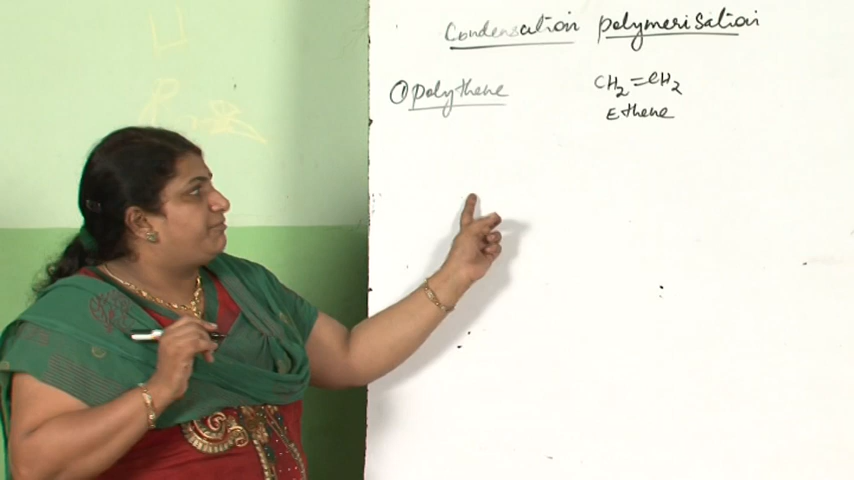 Condensation polymerisation
① Polythene CH₂=CH₂
Ethene